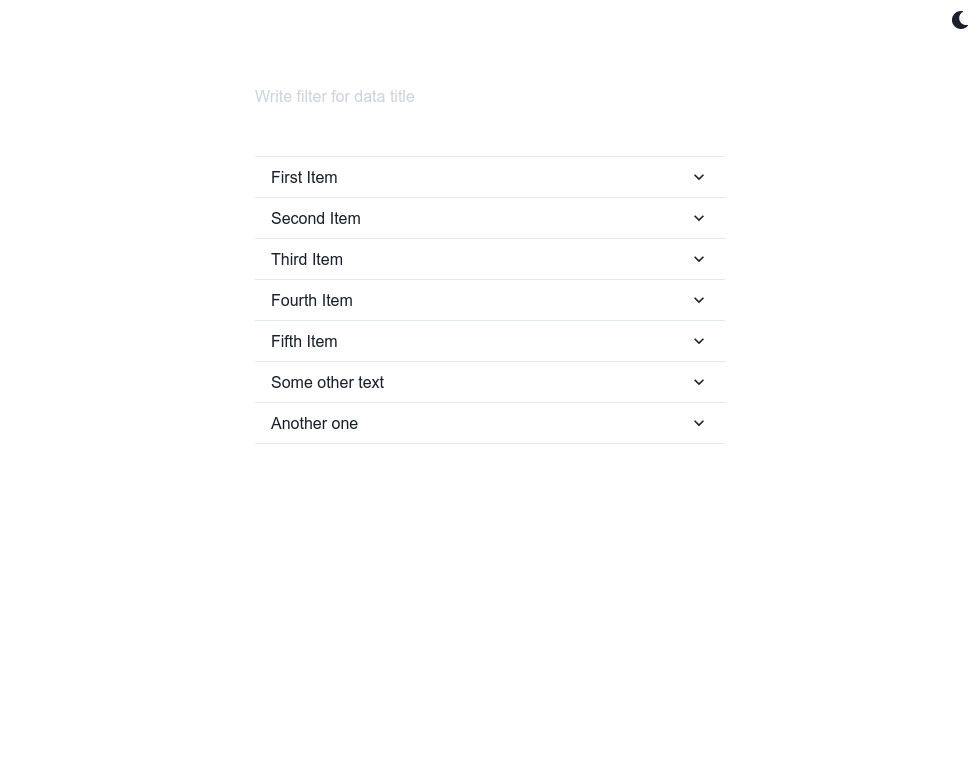 Write filter for data title
First Item
Second Item
Third Item
Fourth Item
Fifth Item
Some other text
Another one